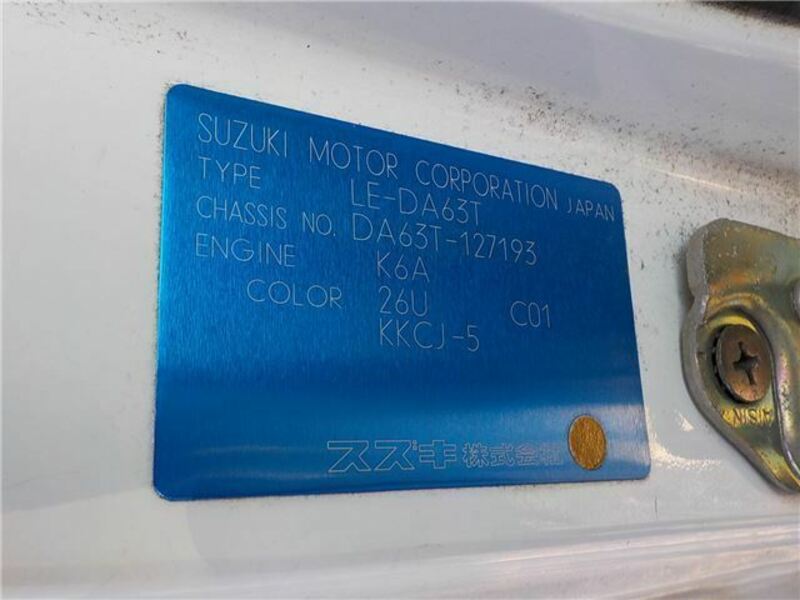 SUZUKI MOTOR CORPORATION JAPAN
TYPE LE-DA63T
CHASSIS NO. DA63T-127193
ENGINE K6A
COLOR 26U C01
KKCJ-5
スズキ株式会社
AISIN